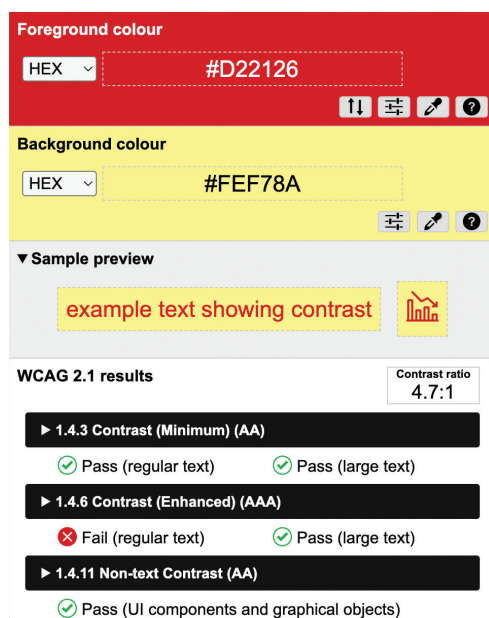 Foreground colour
HEX #D22126
?
Background colour
HEX #FEF78A
?
▼ Sample preview
example text showing contrast
WCAG 2.1 results
Contrast ratio
4.7:1
▶ 1.4.3 Contrast (Minimum) (AA)
Pass (regular text) Pass (large text)
▶ 1.4.6 Contrast (Enhanced) (AAA)
Fail (regular text) Pass (large text)
▶ 1.4.11 Non-text Contrast (AA)
Pass (UI components and graphical objects)